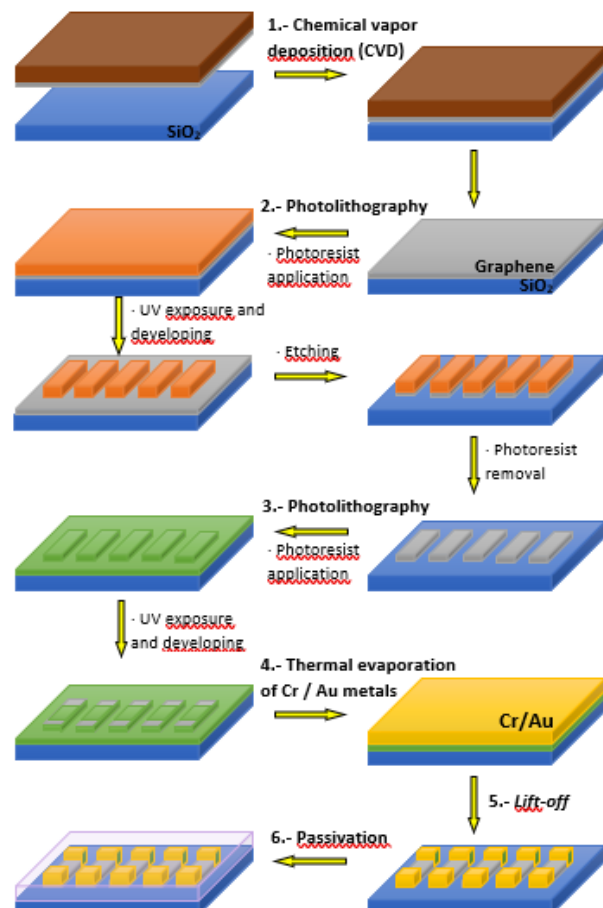 1.- Chemical vapor
deposition (CVD)
SiO₂
2.- Photolithography
· Photoresist
application
Graphene
SiO₂
· UV exposure and
developing
· Etching
· Photoresist
removal
3.- Photolithography
· Photoresist
application
· UV exposure
and developing
4.- Thermal evaporation
of Cr / Au metals
Cr/Au
5.- Lift-off
6.- Passivation